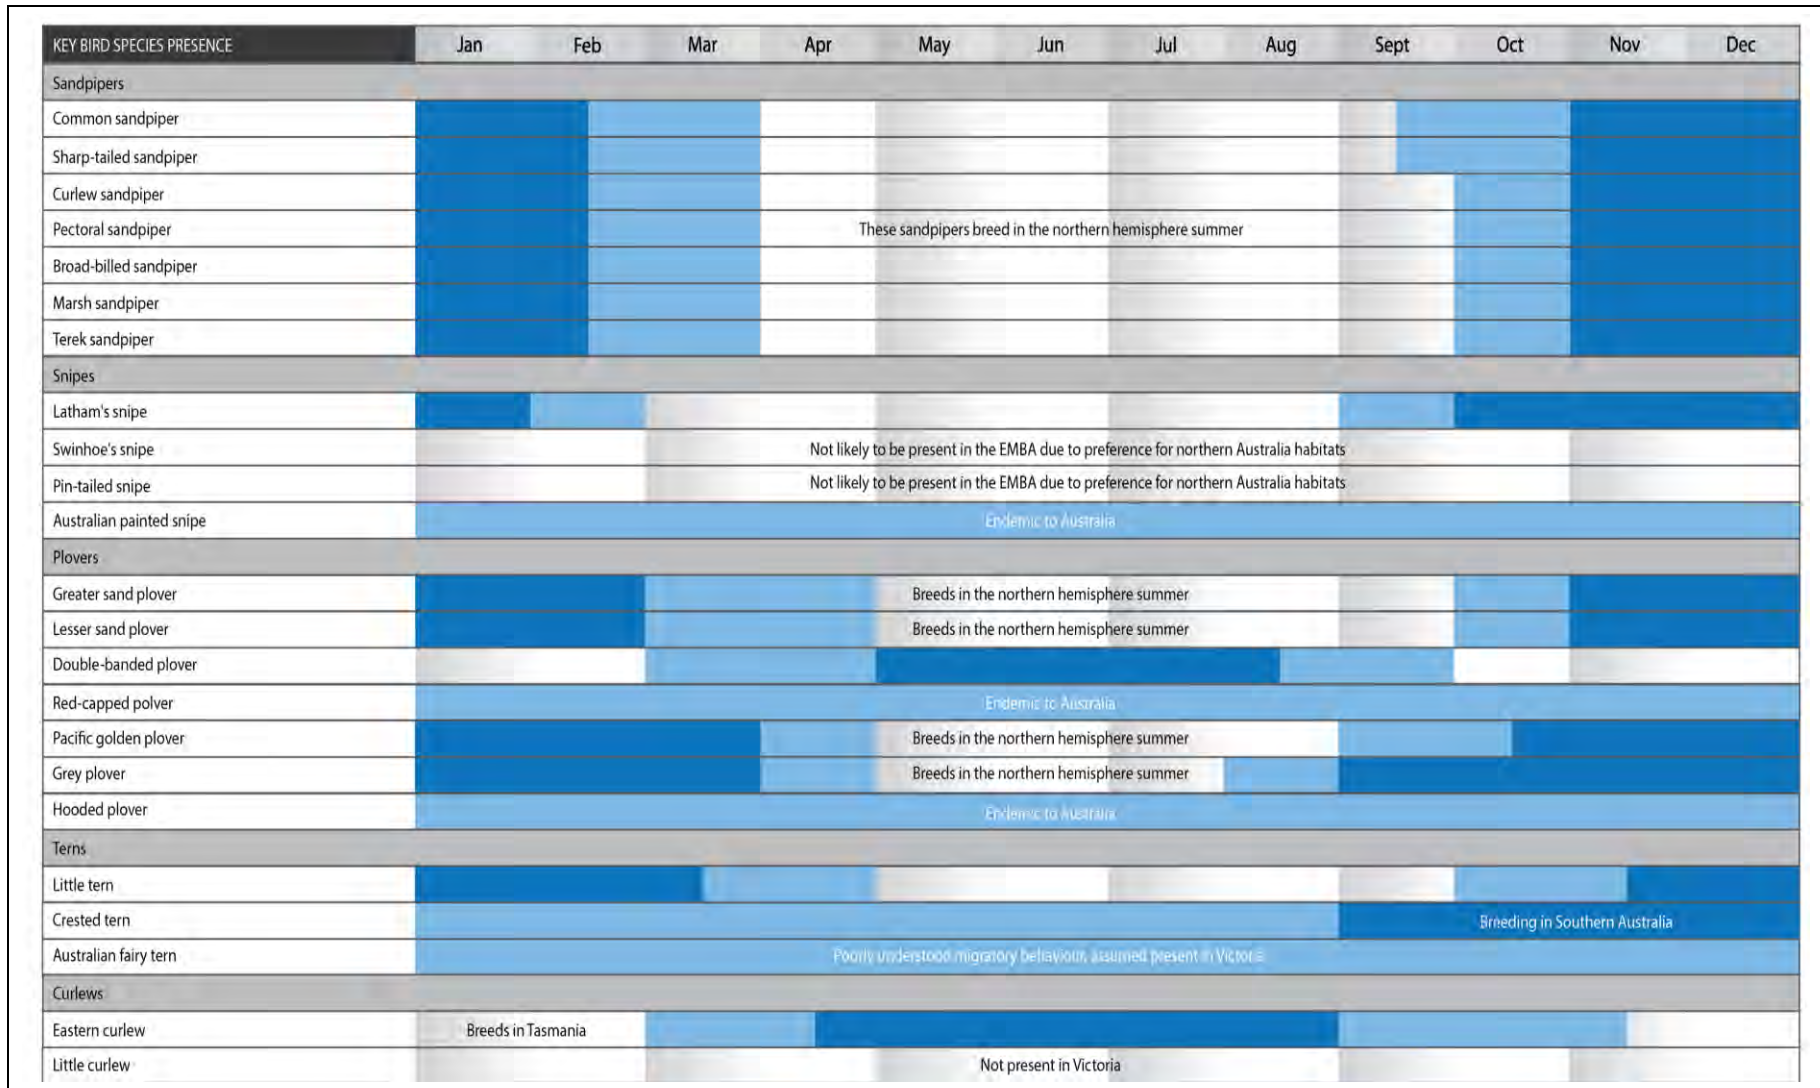 KEY BIRD SPECIES PRESENCE Jan Feb Mar Apr May Jun Jul Aug Sept Oct Nov Dec
Sandpipers
Common sandpiper
Sharp-tailed sandpiper
Curlew sandpiper
Pectoral sandpiper These sandpipers breed in the northern hemisphere summer
Broad-billed sandpiper
Marsh sandpiper
Terek sandpiper
Snipes
Latham's snipe
Swinhoe's snipe Not likely to be present in the EMBA due to preference for northern Australia habitats
Pin-tailed snipe Not likely to be present in the EMBA due to preference for northern Australia habitats
Australian painted snipe Endemic to Australia
Plovers
Greater sand plover Breeds in the northern hemisphere summer
Lesser sand plover Breeds in the northern hemisphere summer
Double-banded plover
Red-capped polver Endemic to Australia
Pacific golden plover Breeds in the northern hemisphere summer
Grey plover Breeds in the northern hemisphere summer
Hooded plover Endemic to Australia
Terns
Little tern
Crested tern Breeding in Southern Australia
Australian fairy tern Poorly understood migratory behaviour, assumed present in Victoria
Curlews
Eastern curlew Breeds in Tasmania
Little curlew Not present in Victoria